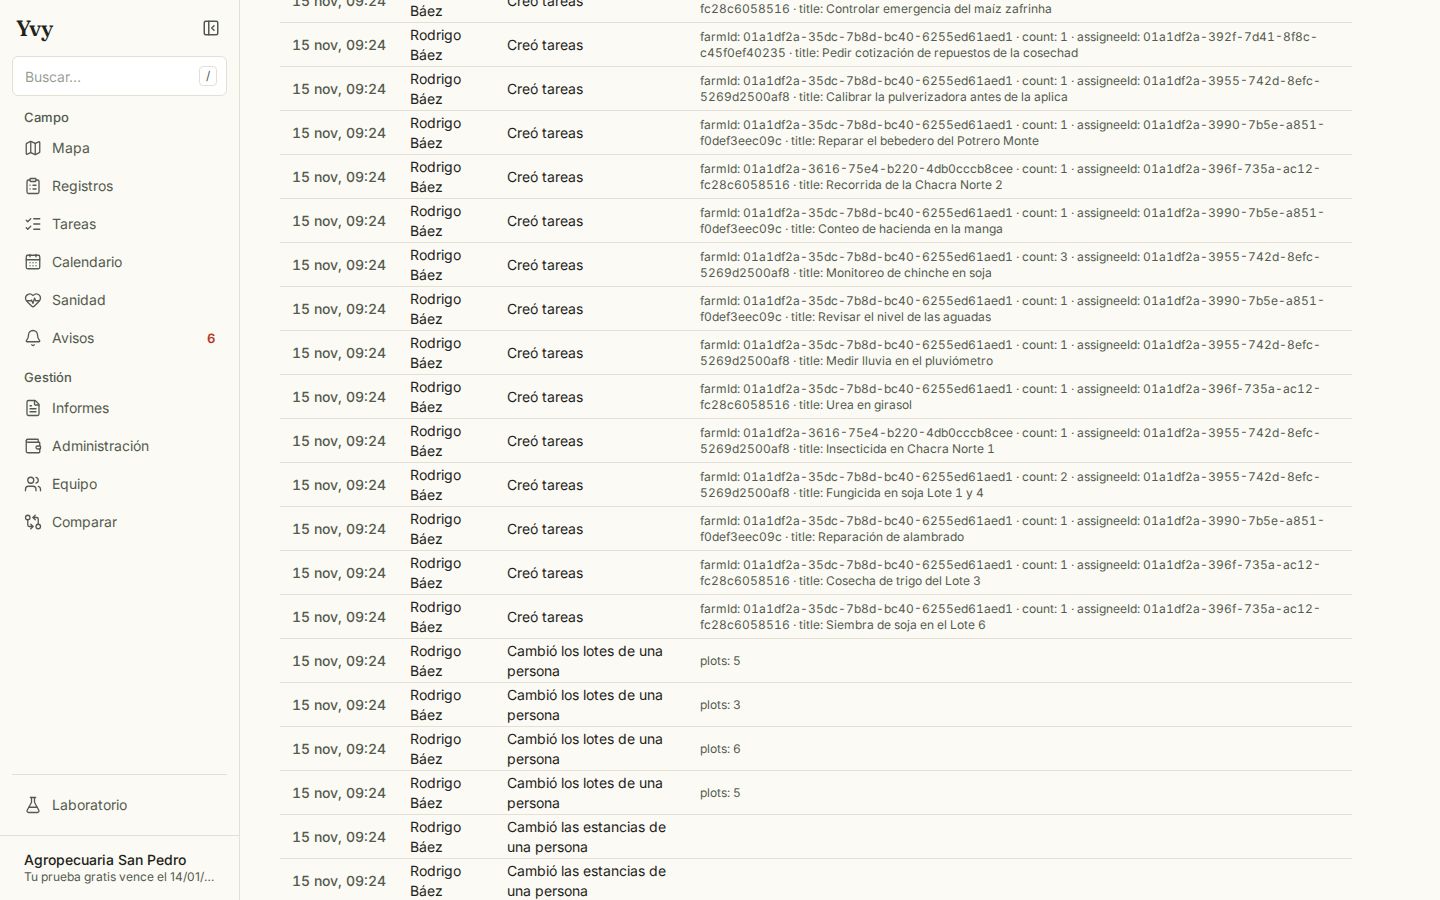 Yvy
Buscar...
/
Campo
Mapa
Registros
Tareas
Calendario
Sanidad
Avisos
6
Gestión
Informes
Administración
Equipo
Comparar
Laboratorio
Agropecuaria San Pedro
Tu prueba gratis vence el 14/01/...
15 nov, 09:24
Báez
Creó tareas
fc28c6058516 · title: Controlar emergencia del maíz zafrinha
15 nov, 09:24
Rodrigo
Báez
Creó tareas
farmId: 01a1df2a-35dc-7b8d-bc40-6255ed61aed1 · count: 1 · assigneeId: 01a1df2a-392f-7d41-8f8c-
c45f0ef40235 · title: Pedir cotización de repuestos de la cosechad
15 nov, 09:24
Rodrigo
Báez
Creó tareas
farmId: 01a1df2a-35dc-7b8d-bc40-6255ed61aed1 · count: 1 · assigneeId: 01a1df2a-3955-742d-8efc-
5269d2500af8 · title: Calibrar la pulverizadora antes de la aplica
15 nov, 09:24
Rodrigo
Báez
Creó tareas
farmId: 01a1df2a-35dc-7b8d-bc40-6255ed61aed1 · count: 1 · assigneeId: 01a1df2a-3990-7b5e-a851-
f0def3eec09c · title: Reparar el bebedero del Potrero Monte
15 nov, 09:24
Rodrigo
Báez
Creó tareas
farmId: 01a1df2a-3616-75e4-b220-4db0cccb8cee · count: 1 · assigneeId: 01a1df2a-396f-735a-ac12-
fc28c6058516 · title: Recorrida de la Chacra Norte 2
15 nov, 09:24
Rodrigo
Báez
Creó tareas
farmId: 01a1df2a-35dc-7b8d-bc40-6255ed61aed1 · count: 1 · assigneeId: 01a1df2a-3990-7b5e-a851-
f0def3eec09c · title: Conteo de hacienda en la manga
15 nov, 09:24
Rodrigo
Báez
Creó tareas
farmId: 01a1df2a-35dc-7b8d-bc40-6255ed61aed1 · count: 3 · assigneeId: 01a1df2a-3955-742d-8efc-
5269d2500af8 · title: Monitoreo de chinche en soja
15 nov, 09:24
Rodrigo
Báez
Creó tareas
farmId: 01a1df2a-35dc-7b8d-bc40-6255ed61aed1 · count: 1 · assigneeId: 01a1df2a-3990-7b5e-a851-
f0def3eec09c · title: Revisar el nivel de las aguadas
15 nov, 09:24
Rodrigo
Báez
Creó tareas
farmId: 01a1df2a-35dc-7b8d-bc40-6255ed61aed1 · count: 1 · assigneeId: 01a1df2a-3955-742d-8efc-
5269d2500af8 · title: Medir lluvia en el pluviómetro
15 nov, 09:24
Rodrigo
Báez
Creó tareas
farmId: 01a1df2a-35dc-7b8d-bc40-6255ed61aed1 · count: 1 · assigneeId: 01a1df2a-396f-735a-ac12-
fc28c6058516 · title: Urea en girasol
15 nov, 09:24
Rodrigo
Báez
Creó tareas
farmId: 01a1df2a-3616-75e4-b220-4db0cccb8cee · count: 1 · assigneeId: 01a1df2a-3955-742d-8efc-
5269d2500af8 · title: Insecticida en Chacra Norte 1
15 nov, 09:24
Rodrigo
Báez
Creó tareas
farmId: 01a1df2a-35dc-7b8d-bc40-6255ed61aed1 · count: 2 · assigneeId: 01a1df2a-3955-742d-8efc-
5269d2500af8 · title: Fungicida en soja Lote 1 y 4
15 nov, 09:24
Rodrigo
Báez
Creó tareas
farmId: 01a1df2a-35dc-7b8d-bc40-6255ed61aed1 · count: 1 · assigneeId: 01a1df2a-3990-7b5e-a851-
f0def3eec09c · title: Reparación de alambrado
15 nov, 09:24
Rodrigo
Báez
Creó tareas
farmId: 01a1df2a-35dc-7b8d-bc40-6255ed61aed1 · count: 1 · assigneeId: 01a1df2a-396f-735a-ac12-
fc28c6058516 · title: Cosecha de trigo del Lote 3
15 nov, 09:24
Rodrigo
Báez
Creó tareas
farmId: 01a1df2a-35dc-7b8d-bc40-6255ed61aed1 · count: 1 · assigneeId: 01a1df2a-396f-735a-ac12-
fc28c6058516 · title: Siembra de soja en el Lote 6
15 nov, 09:24
Rodrigo
Báez
Cambió los lotes de una
persona
plots: 5
15 nov, 09:24
Rodrigo
Báez
Cambió los lotes de una
persona
plots: 3
15 nov, 09:24
Rodrigo
Báez
Cambió los lotes de una
persona
plots: 6
15 nov, 09:24
Rodrigo
Báez
Cambió los lotes de una
persona
plots: 5
15 nov, 09:24
Rodrigo
Báez
Cambió las estancias de
una persona
15 nov, 09:24
Rodrigo
Báez
Cambió las estancias de
una persona